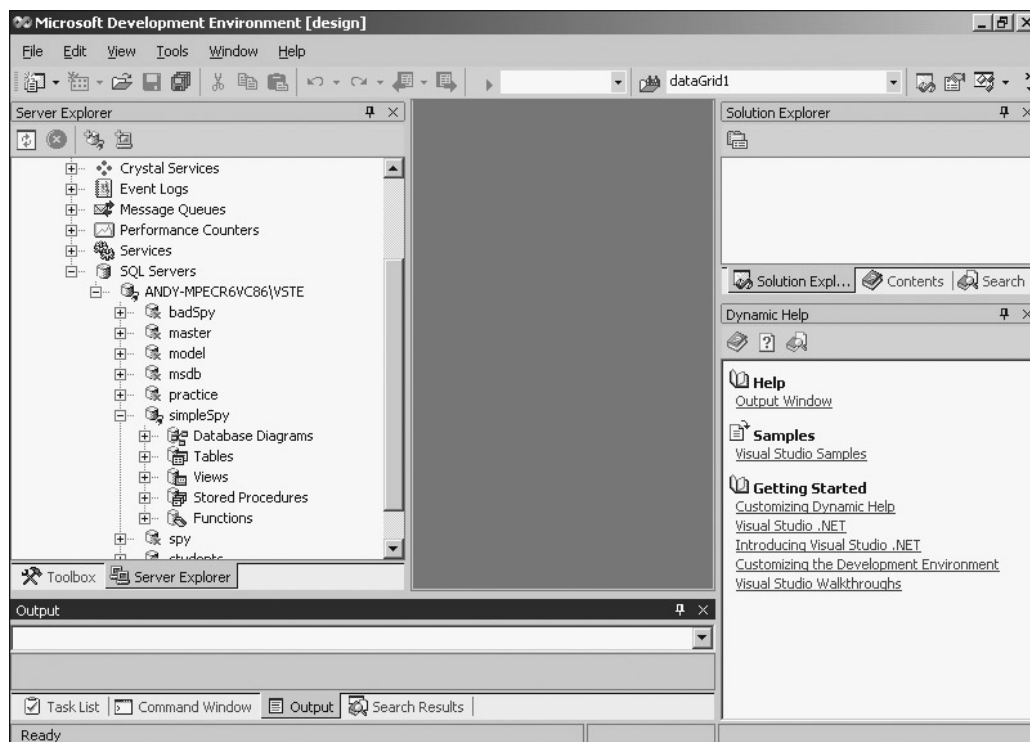 Microsoft Development Environment [design]
File Edit View Tools Window Help
dataGrid1
Server Explorer
Crystal Services
Event Logs
Message Queues
Performance Counters
Services
SQL Servers
ANDY-MPECR6VC86\VSTE
badSpy
master
model
msdb
practice
simpleSpy
Database Diagrams
Tables
Views
Stored Procedures
Functions
spy
students
Toolbox Server Explorer
Solution Explorer
Solution Expl... Contents Search
Dynamic Help
Help
Output Window
Samples
Visual Studio Samples
Getting Started
Customizing Dynamic Help
Visual Studio .NET
Introducing Visual Studio .NET
Customizing the Development Environment
Visual Studio Walkthroughs
Output
Task List Command Window Output Search Results
Ready